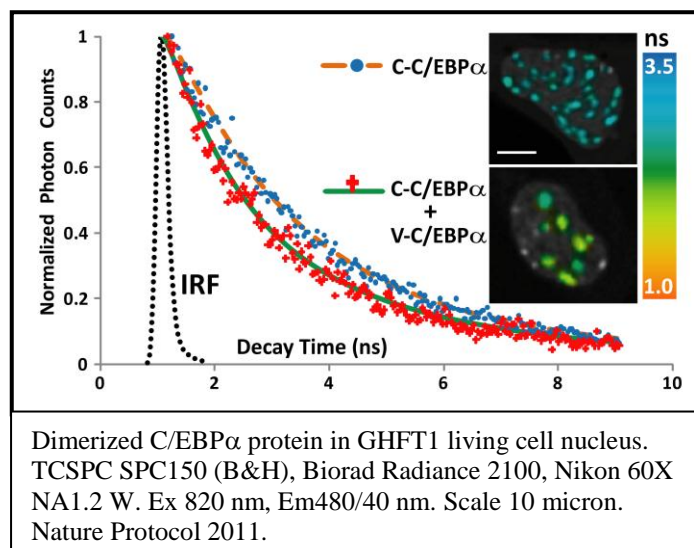 1
0.8
0.6
0.4
0.2
0
Normalized Photon Counts
IRF
Decay Time (ns)
0 2 4 6 8 10
C-C/EBPα
C-C/EBPα
+
V-C/EBPα
ns
3.5
1.0
Dimerized C/EBPα protein in GHFT1 living cell nucleus.
TCSPC SPC150 (B&H), Biorad Radiance 2100, Nikon 60X
NA1.2 W. Ex 820 nm, Em480/40 nm. Scale 10 micron.
Nature Protocol 2011.